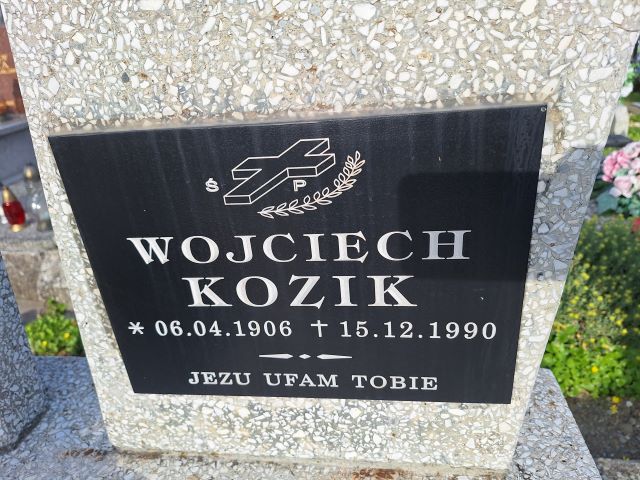 Ś P
WOJCIECH
KOZIK
* 06.04.1906 † 15.12.1990
JEZU UFAM TOBIE